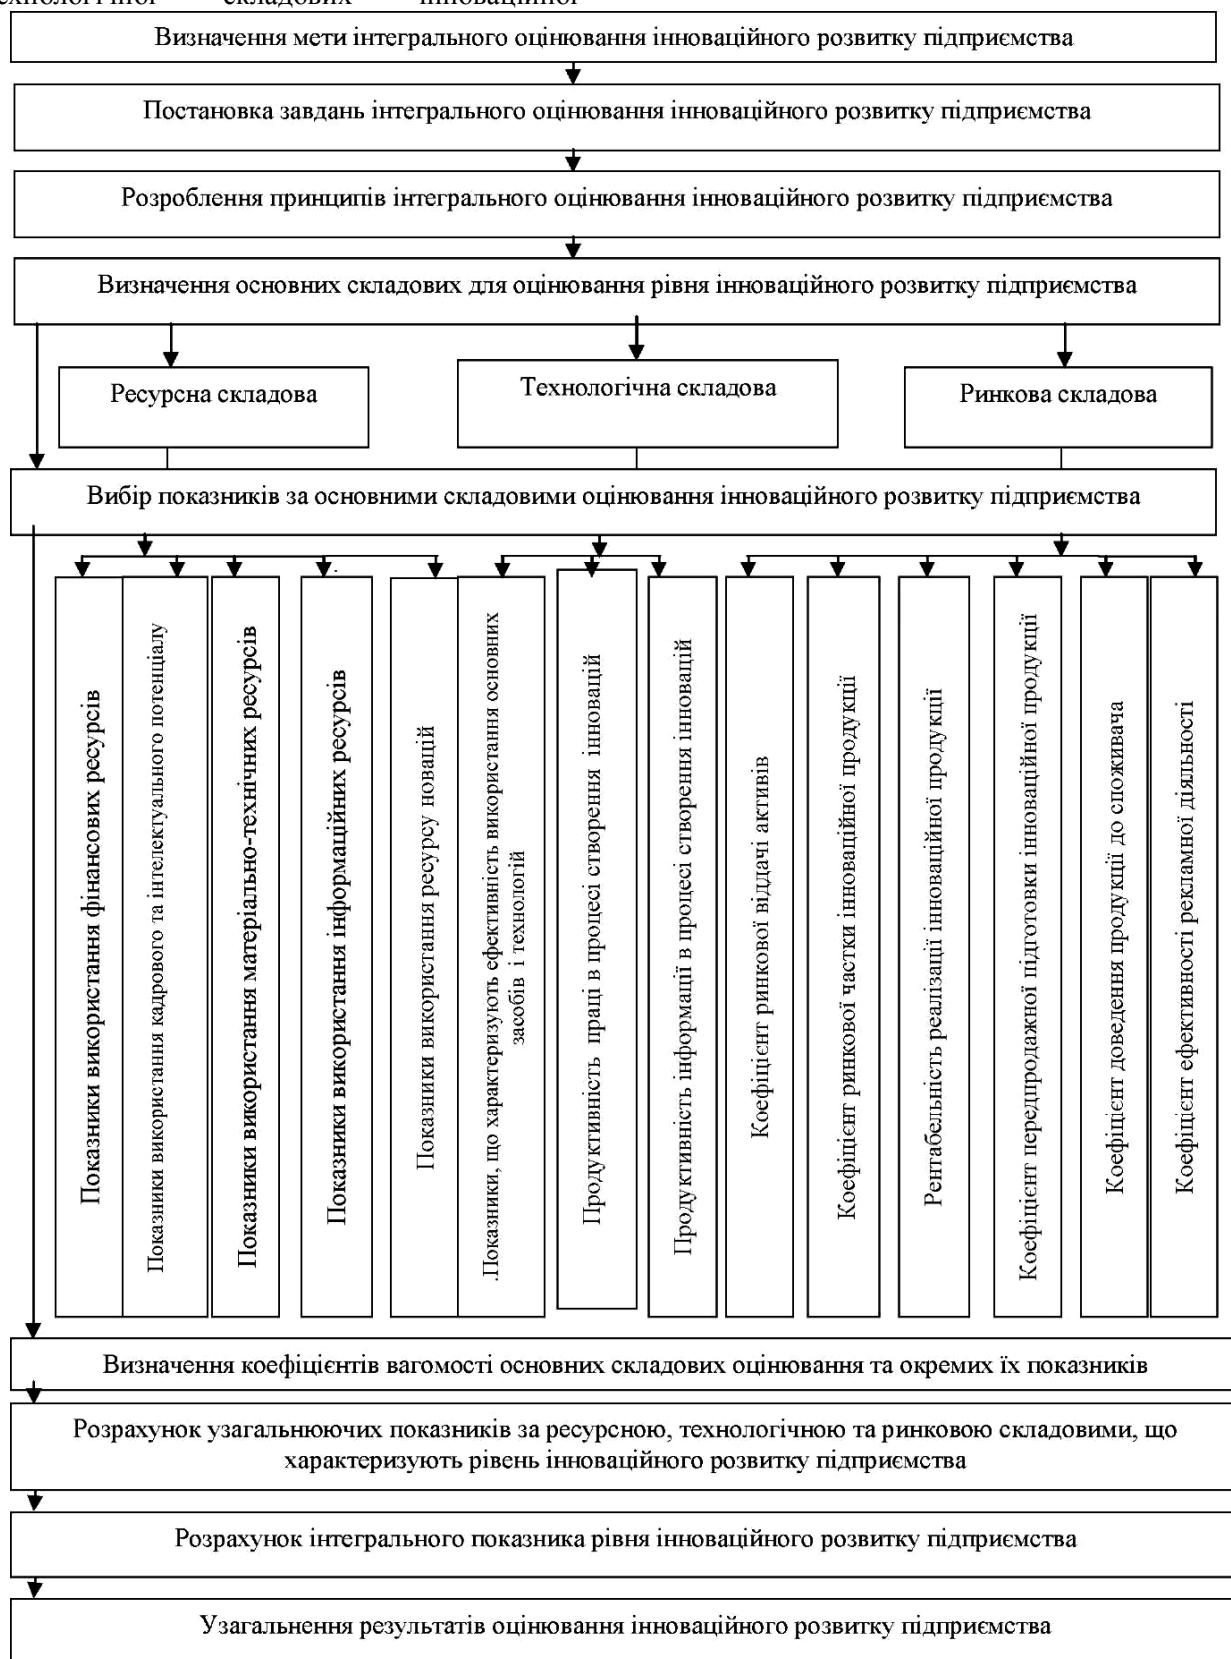 складових інноваційної
Визначення мети інтегрального оцінювання інноваційного розвитку підприємства
Постановка завдань інтегрального оцінювання інноваційного розвитку підприємства
Розроблення принципів інтегрального оцінювання інноваційного розвитку підприємства
Визначення основних складових для оцінювання рівня інноваційного розвитку підприємства
Ресурсна складова
Технологічна складова
Ринкова складова
Вибір показників за основними складовими оцінювання інноваційного розвитку підприємства
Показники використання фінансових ресурсів
Показники використання кадрового та інтелектуального потенціалу
Показники використання матеріально-технічних ресурсів
Показники використання інформаційних ресурсів
Показники використання ресурсу новацій
.Показники, що характеризують ефективність використання основних
засобів і технологій
Продуктивність праці в процесі створення інновацій
Продуктивність інформації в процесі створення інновацій
Коефіцієнт ринкової віддачі активів
Коефіцієнт ринкової частки інноваційної продукції
Рентабельність реалізації інноваційної продукції
Коефіцієнт передпродажної підготовки інноваційної продукції
Коефіцієнт доведення продукції до споживача
Коефіцієнт ефективності рекламної діяльності
Визначення коефіцієнтів вагомості основних складових оцінювання та окремих їх показників
Розрахунок узагальнюючих показників за ресурсною, технологічною та ринковою складовими, що
характеризують рівень інноваційного розвитку підприємства
Розрахунок інтегрального показника рівня інноваційного розвитку підприємства
Узагальнення результатів оцінювання інноваційного розвитку підприємства